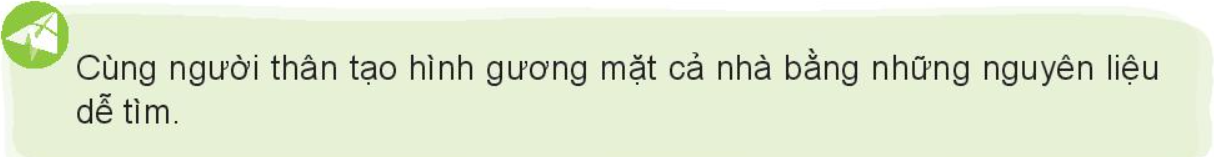 Cùng người thân tạo hình gương mặt cả nhà bằng những nguyên liệu
dễ tìm.